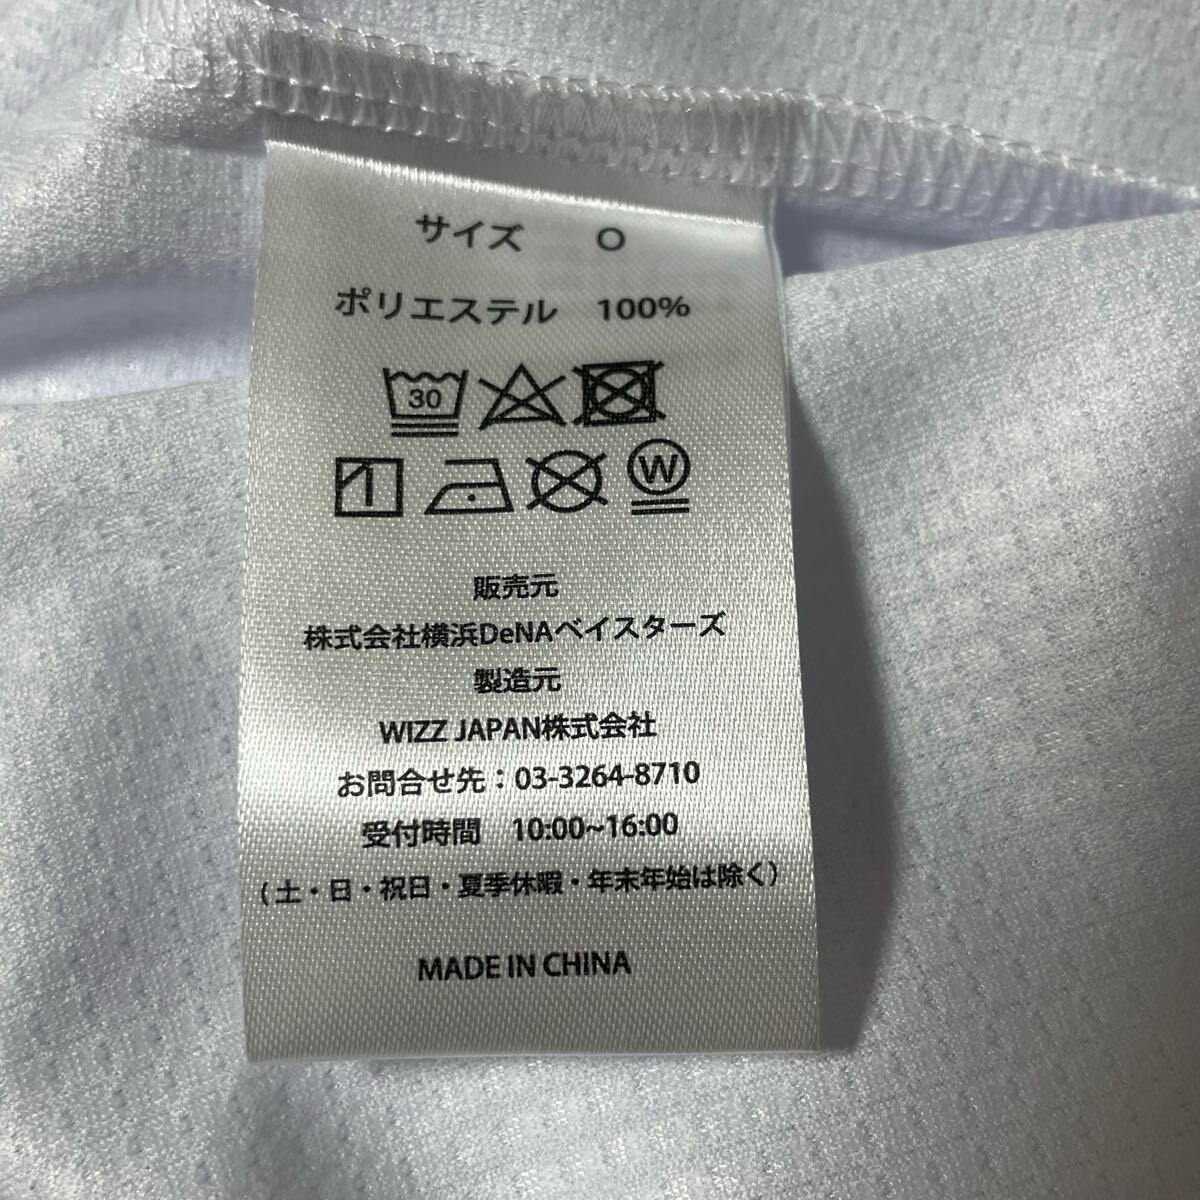 サイズ O
ポリエステル 100%
30
W
販売元
株式会社横浜DeNAベイスターズ
製造元
WIZZ JAPAN株式会社
お問合せ先：03-3264-8710
受付時間 10:00~16:00
(土・日・祝日・夏季休暇・年末年始は除く)
MADE IN CHINA